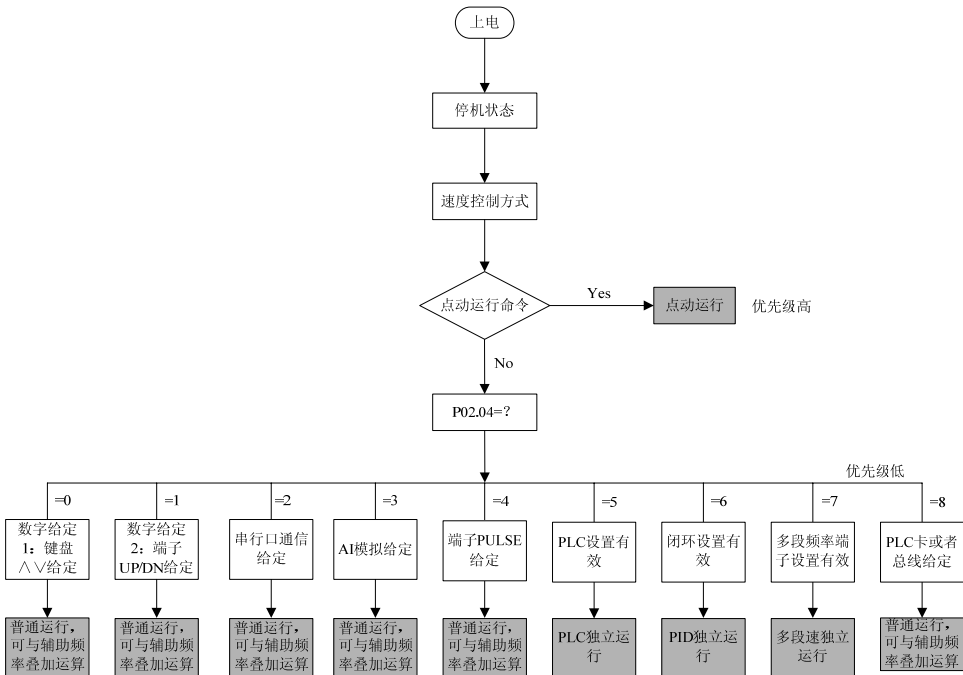 上电
停机状态
速度控制方式
点动运行命令
Yes
点动运行
优先级高
No
P02.04=？
优先级低
=0
=1
=2
=3
=4
=5
=6
=7
=8
数字给定
1：键盘
∧∨给定
数字给定
2：端子
UP/DN给定
串行口通信
给定
AI模拟给定
端子PULSE
给定
PLC设置有
效
闭环设置有
效
多段频率端
子设置有效
PLC卡或者
总线给定
普通运行，
可与辅助频
率叠加运算
普通运行，
可与辅助频
率叠加运算
普通运行，
可与辅助频
率叠加运算
普通运行，
可与辅助频
率叠加运算
普通运行，
可与辅助频
率叠加运算
PLC独立运
行
PID独立运
行
多段速独立
运行
普通运行，
可与辅助频
率叠加运算